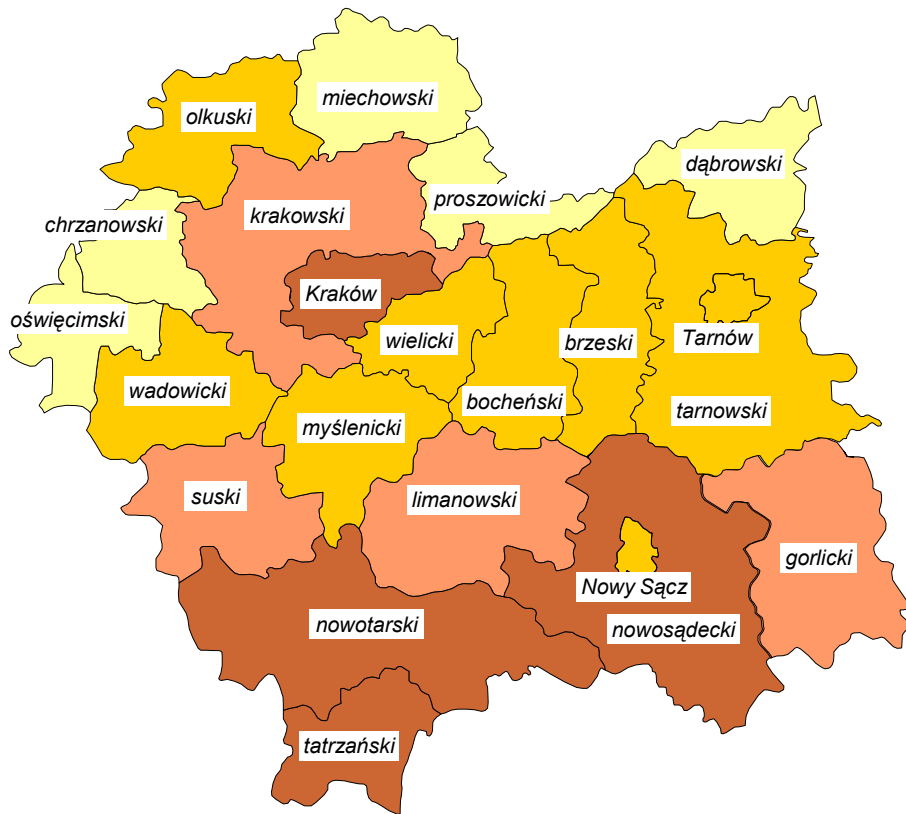 miechowski
olkuski
dąbrowski
proszowicki
krakowski
chrzanowski
Kraków
oświęcimski
wielicki
brzeski
Tarnów
wadowicki
bocheński
tarnowski
myślenicki
suski
limanowski
gorlicki
Nowy Sącz
nowotarski
nowosądecki
tatrzański